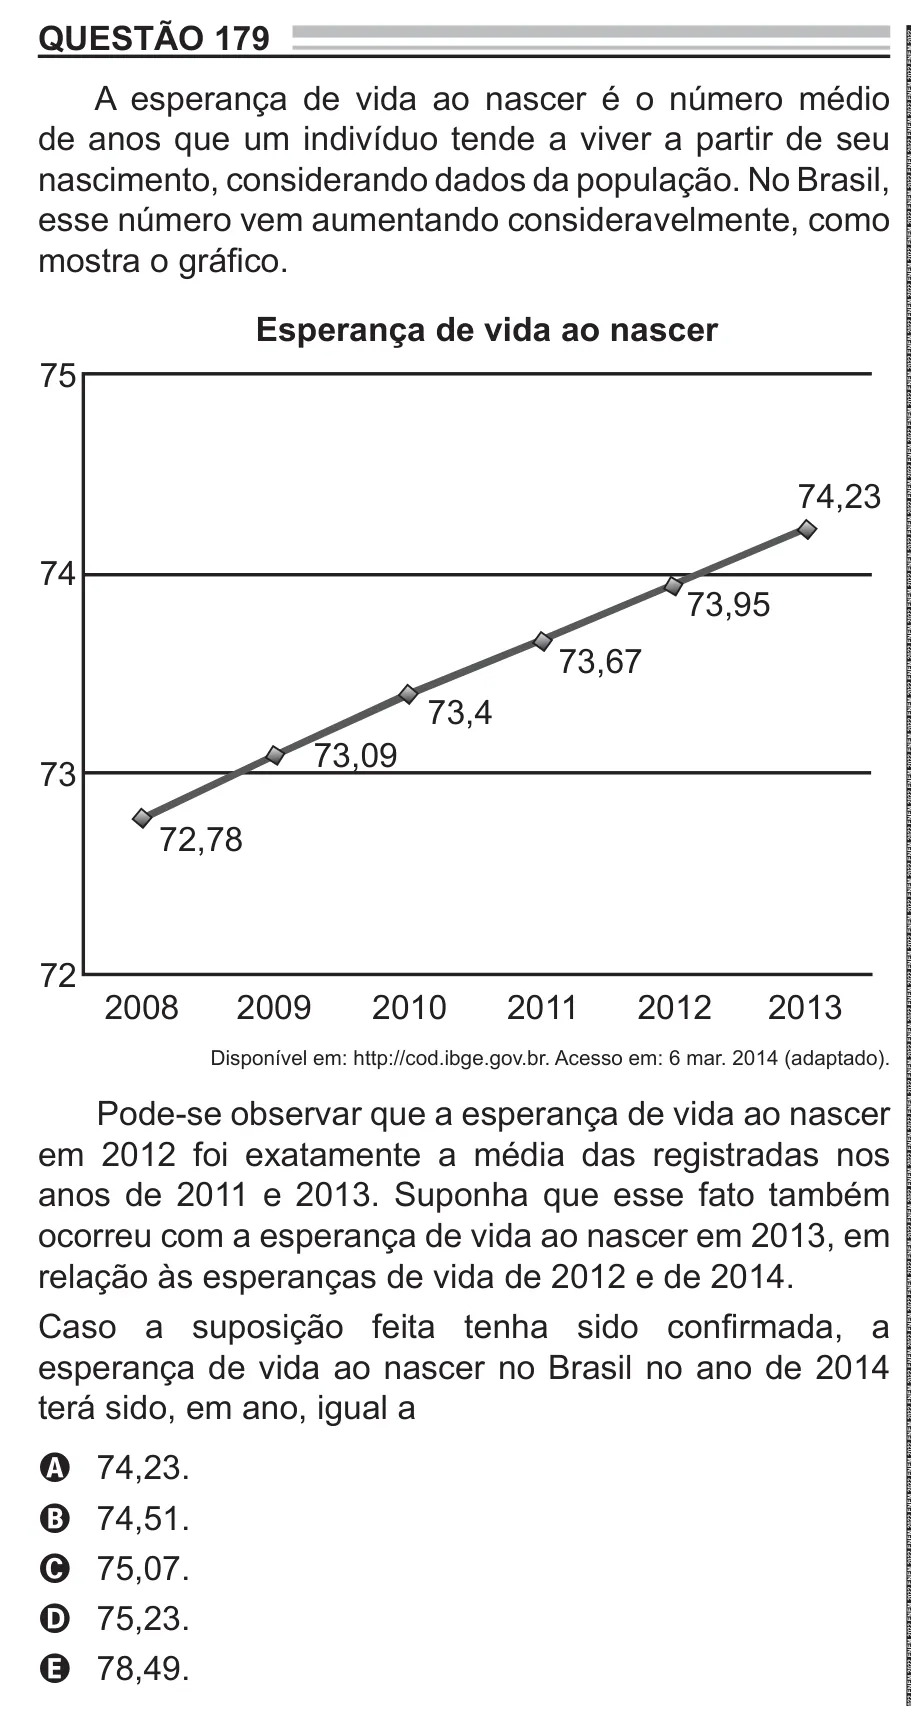 QUESTÃO 179
A esperança de vida ao nascer é o número médio
de anos que um indivíduo tende a viver a partir de seu
nascimento, considerando dados da população. No Brasil,
esse número vem aumentando consideravelmente, como
mostra o gráfico.
Esperança de vida ao nascer
75
74,23
74
73,95
73,67
73,4
73,09
73
72,78
72
2008 2009 2010 2011 2012 2013
Disponível em: http://cod.ibge.gov.br. Acesso em: 6 mar. 2014 (adaptado).
Pode-se observar que a esperança de vida ao nascer
em 2012 foi exatamente a média das registradas nos
anos de 2011 e 2013. Suponha que esse fato também
ocorreu com a esperança de vida ao nascer em 2013, em
relação às esperanças de vida de 2012 e de 2014.
Caso a suposição feita tenha sido confirmada, a
esperança de vida ao nascer no Brasil no ano de 2014
terá sido, em ano, igual a
A 74,23.
B 74,51.
C 75,07.
D 75,23.
E 78,49.